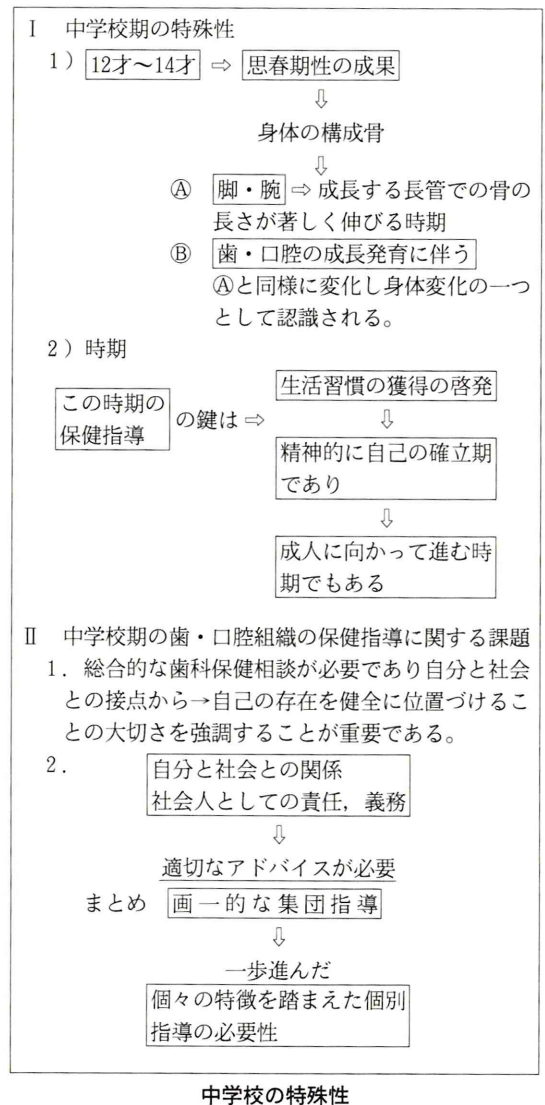 Ⅰ 中学校期の特殊性
1)12才〜14才 ⇨ 思春期性の成果
⇩
身体の構成骨
⇩
Ⓐ 脚・腕 ⇨ 成長する長管での骨の
長さが著しく伸びる時期
Ⓑ 歯・口腔の成長発育に伴う
Ⓐと同様に変化し身体変化の一つ
として認識される。
2)時期
この時期の
保健指導
の鍵は ⇨
生活習慣の獲得の啓発
⇩
精神的に自己の確立期
であり
⇩
成人に向かって進む時
期でもある
Ⅱ 中学校期の歯・口腔組織の保健指導に関する課題
1.総合的な歯科保健相談が必要であり自分と社会
との接点から→自己の存在を健全に位置づけるこ
との大切さを強調することが重要である。
2.
自分と社会との関係
社会人としての責任,義務
⇩
適切なアドバイスが必要
まとめ 画一的な集団指導
⇩
一歩進んだ
個々の特徴を踏まえた個別
指導の必要性
中学校の特殊性